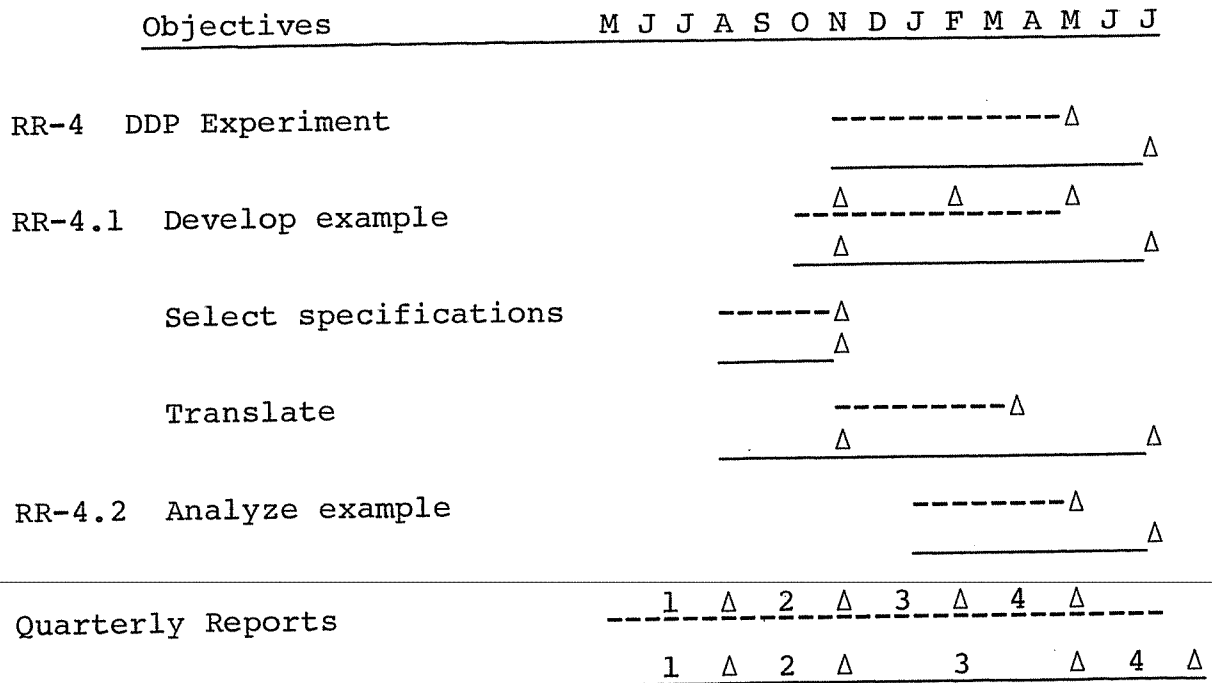 Objectives M J J A S O N D J F M A M J J
RR-4 DDP Experiment
RR-4.1 Develop example
Select specifications
Translate
RR-4.2 Analyze example
Quarterly Reports 1 Δ 2 Δ 3 Δ 4 Δ
1 Δ 2 Δ 3 Δ 4 Δ